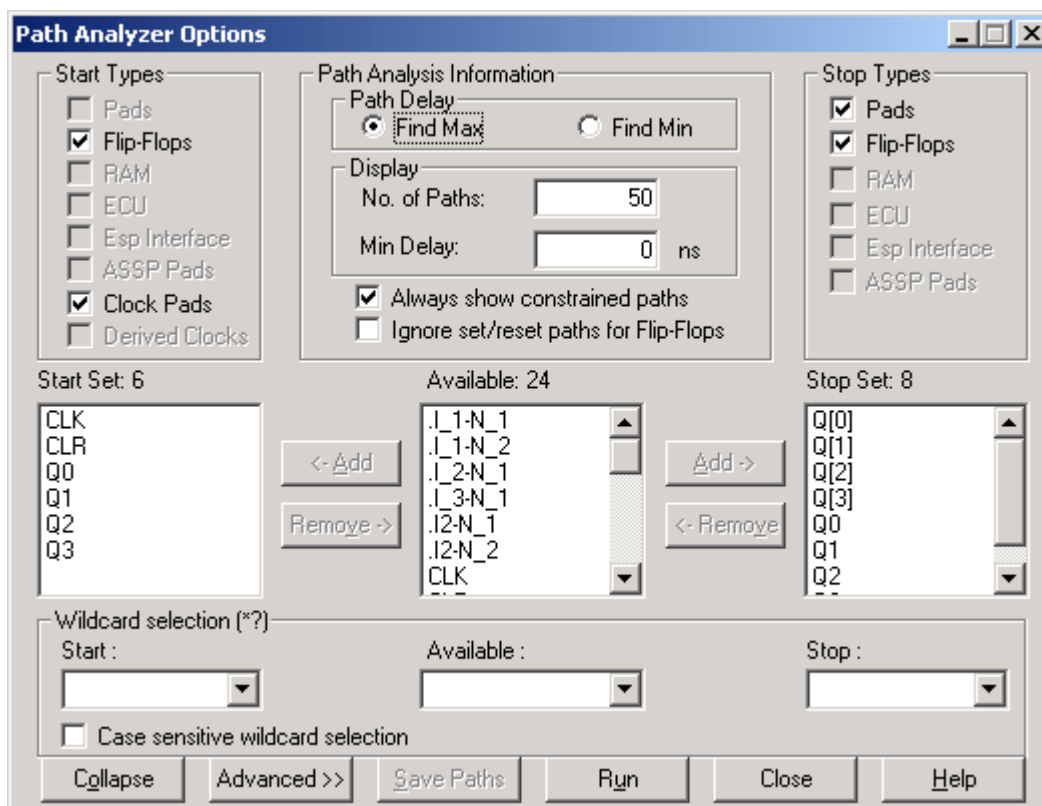 Path Analyzer Options
Start Types
Pads
Flip-Flops
RAM
ECU
Esp Interface
ASSP Pads
Clock Pads
Derived Clocks
Path Analysis Information
Path Delay
Find Max
Find Min
Display
No. of Paths: 50
Min Delay: 0 ns
Always show constrained paths
Ignore set/reset paths for Flip-Flops
Stop Types
Pads
Flip-Flops
RAM
ECU
Esp Interface
ASSP Pads
Start Set: 6
CLK
CLR
Q0
Q1
Q2
Q3
<- Add
Remove ->
Available: 24
.I_1-N_1
.I_1-N_2
.I_2-N_1
.I_3-N_1
.I2-N_1
.I2-N_2
CLK
Add ->
<- Remove
Stop Set: 8
Q[0]
Q[1]
Q[2]
Q[3]
Q0
Q1
Q2
Wildcard selection (*?)
Start :
Available :
Stop :
Case sensitive wildcard selection
Collapse
Advanced >>
Save Paths
Run
Close
Help